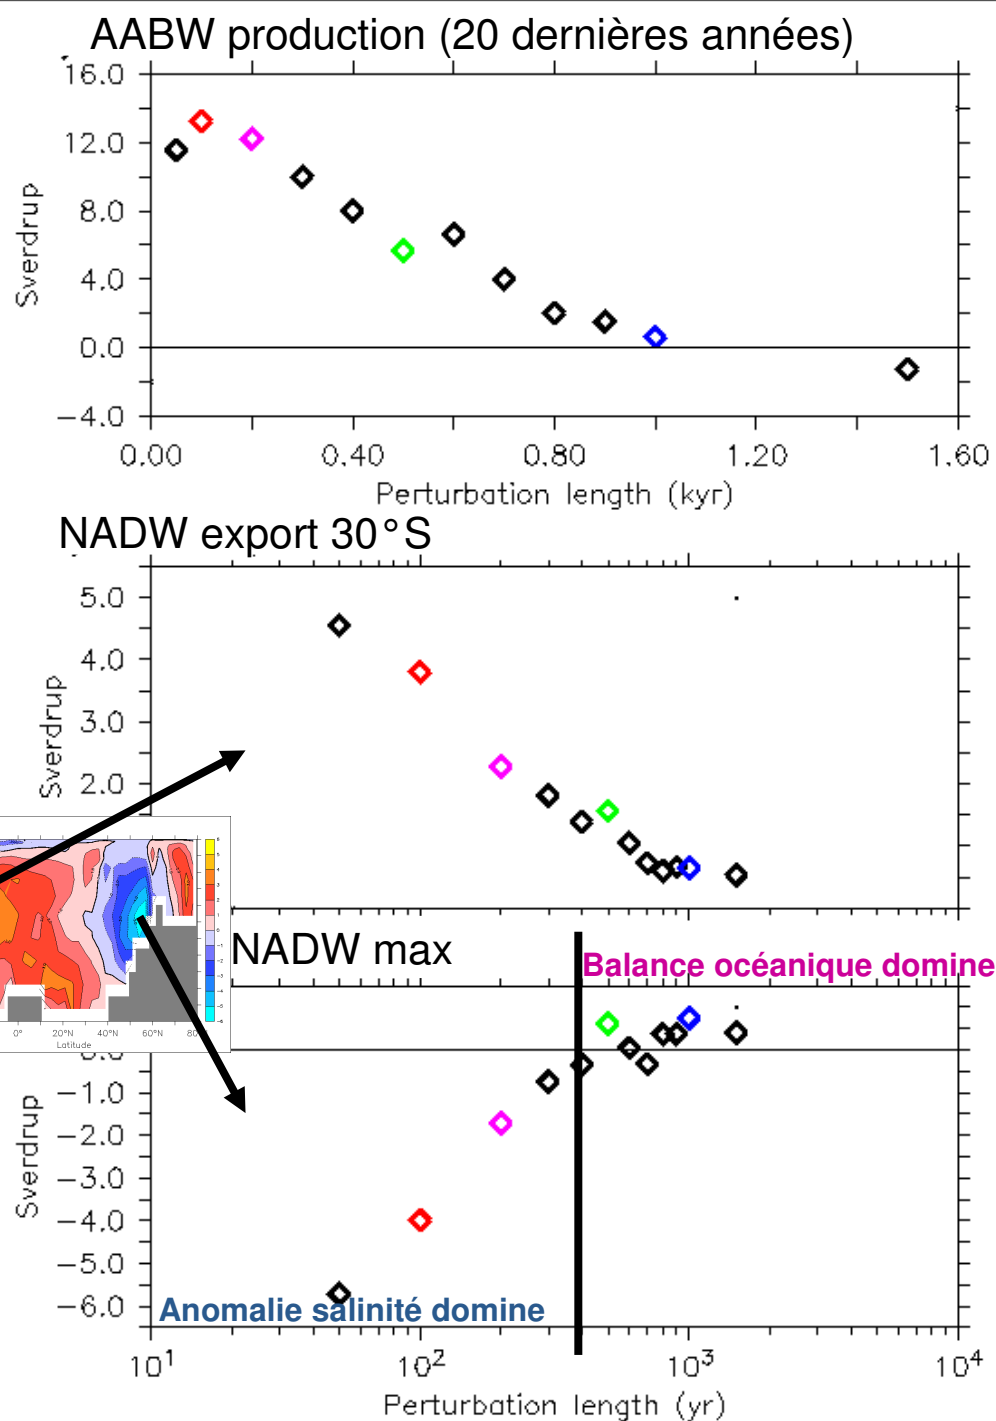 AABW production (20 dernières années)
16.0
12.0
8.0
4.0
0.0
−4.0
Sverdrup
0.00 0.40 0.80 1.20 1.60
Perturbation length (kyr)
NADW export 30°S
5.0
4.0
3.0
2.0
Sverdrup
0° 20°N 40°N 60°N 80
Latitude
NADW max
Balance océanique domine
0.0
−1.0
−2.0
−3.0
−4.0
−5.0
−6.0
Sverdrup
Anomalie salinité domine
10¹ 10² 10³ 10⁴
Perturbation length (yr)